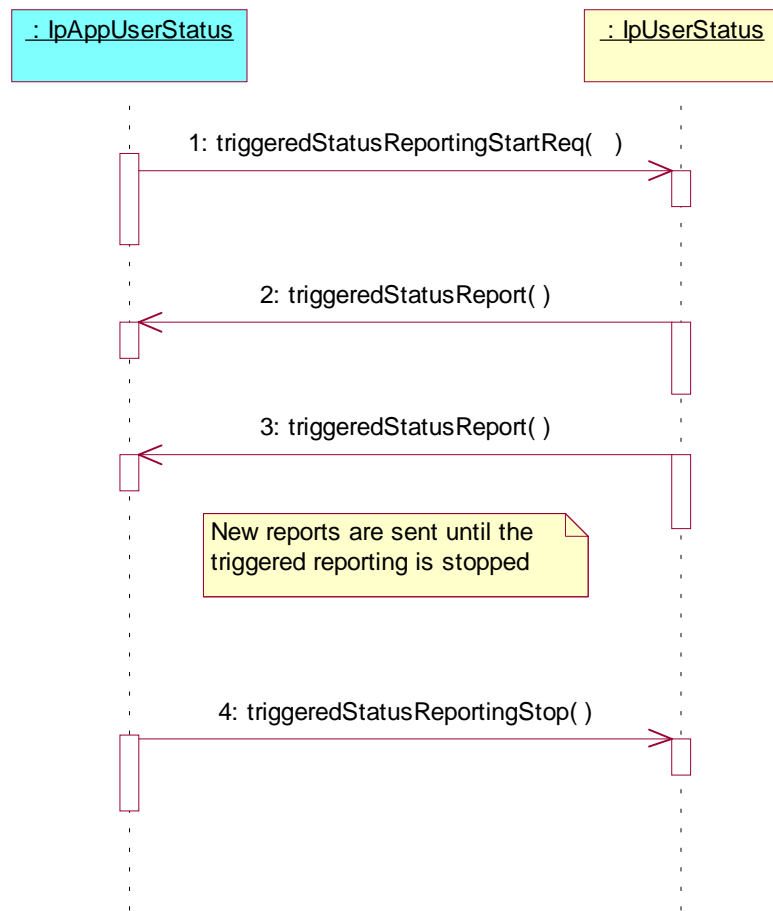 : IpAppUserStatus
: IpUserStatus
1: triggeredStatusReportingStartReq(   )
2: triggeredStatusReport( )
3: triggeredStatusReport( )
New reports are sent until the
triggered reporting is stopped
4: triggeredStatusReportingStop( )